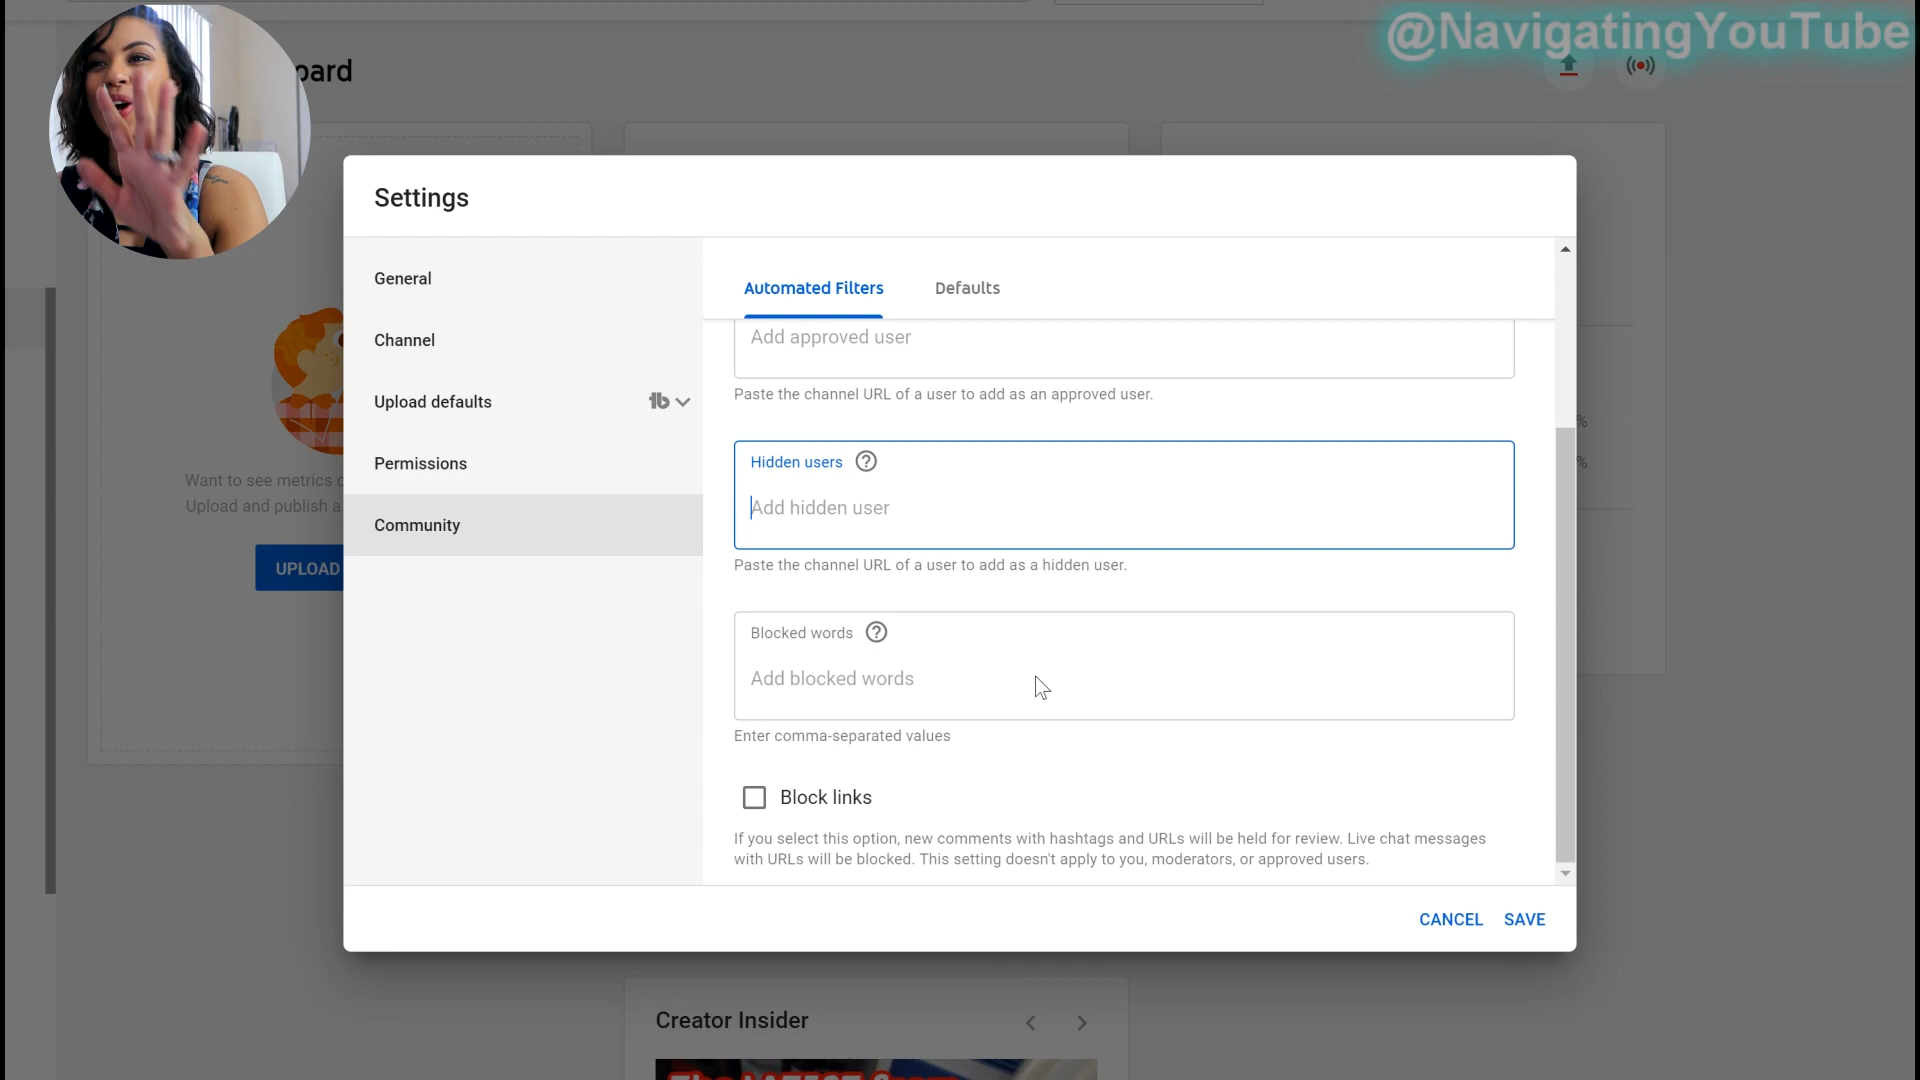 @NavigatingYouTube
oard
Settings
General
Channel
Upload defaults
Permissions
Community
Automated Filters
Defaults
Add approved user
Paste the channel URL of a user to add as an approved user.
Hidden users
Add hidden user
Paste the channel URL of a user to add as a hidden user.
Blocked words
Add blocked words
Enter comma-separated values
Block links
If you select this option, new comments with hashtags and URLs will be held for review. Live chat messages
with URLs will be blocked. This setting doesn't apply to you, moderators, or approved users.
CANCEL
SAVE
Want to see metrics
Upload and publish a
UPLOAD
%
%
Creator Insider